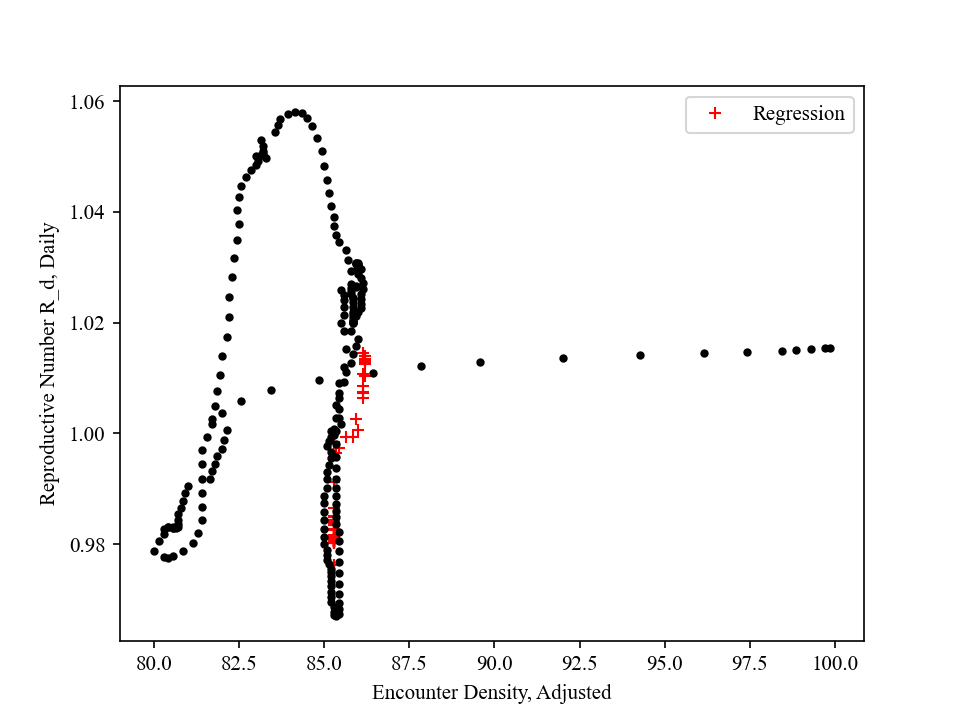 Regression
1.06
1.04
1.02
1.00
0.98
Reproductive Number R_d, Daily
80.0 82.5 85.0 87.5 90.0 92.5 95.0 97.5 100.0
Encounter Density, Adjusted